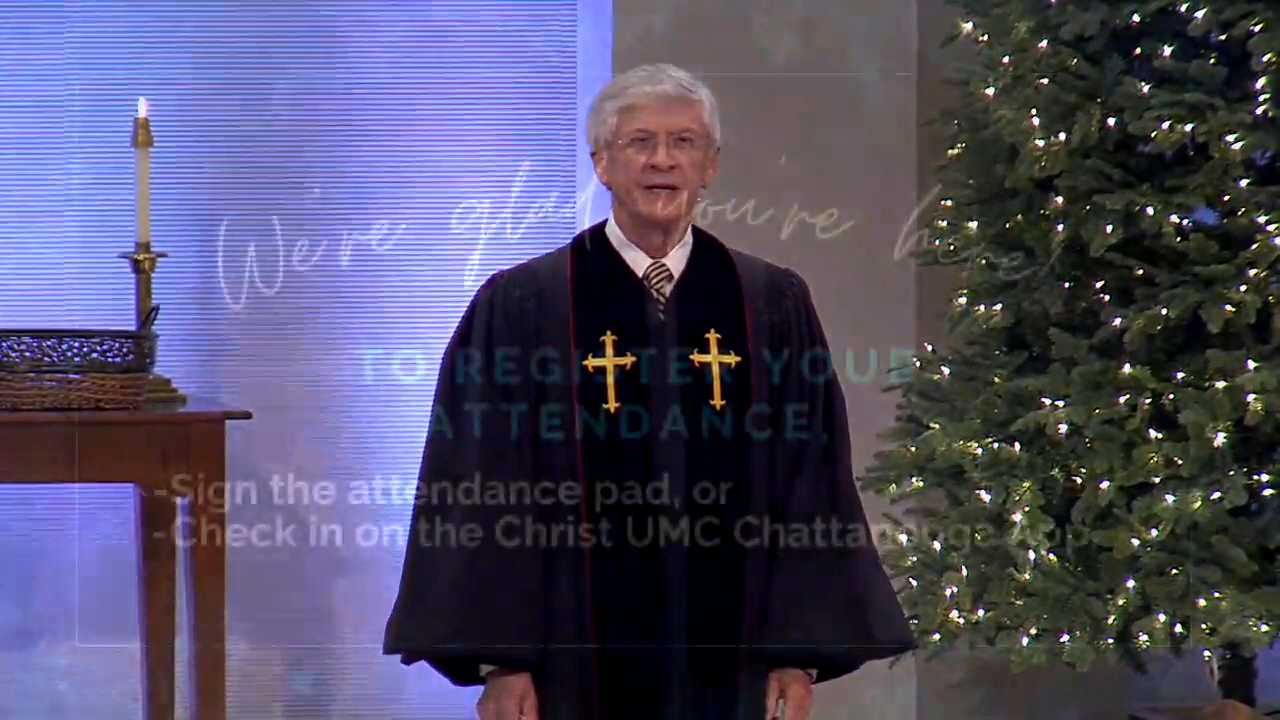 We're glad you're here!
TO REGISTER YOUR
ATTENDANCE,
-Sign the attendance pad, or
-Check in on the Christ UMC Chattanooga App